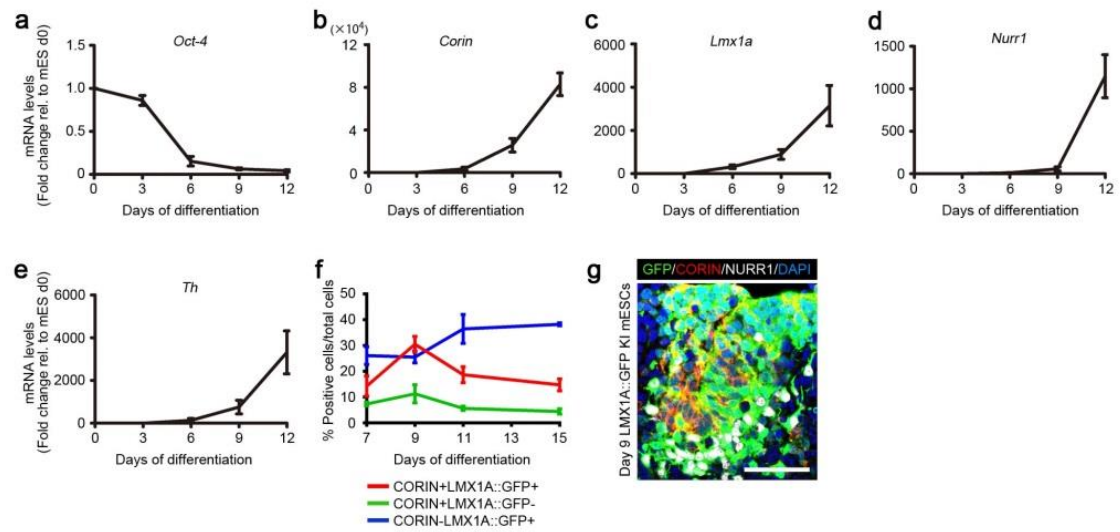 a
Oct-4
mRNA levels
(Fold change rel. to mES d0)
1.5
1.0
0.5
0
0 3 6 9 12
Days of differentiation
b
(×10⁴)
Corin
12
8
4
0
0 3 6 9 12
Days of differentiation
c
Lmx1a
6000
4000
2000
0
0 3 6 9 12
Days of differentiation
d
Nurr1
1500
1000
500
0
0 3 6 9 12
Days of differentiation
e
Th
mRNA levels
(Fold change rel. to mES d0)
6000
4000
2000
0
0 3 6 9 12
Days of differentiation
f
% Positive cells/total cells
50
40
30
20
10
0
7 9 11 13 15
Days of differentiation
CORIN+LMX1A::GFP+
CORIN+LMX1A::GFP-
CORIN-LMX1A::GFP+
g
GFP/CORIN/NURR1/DAPI
Day 9 LMX1A::GFP KI mESCs